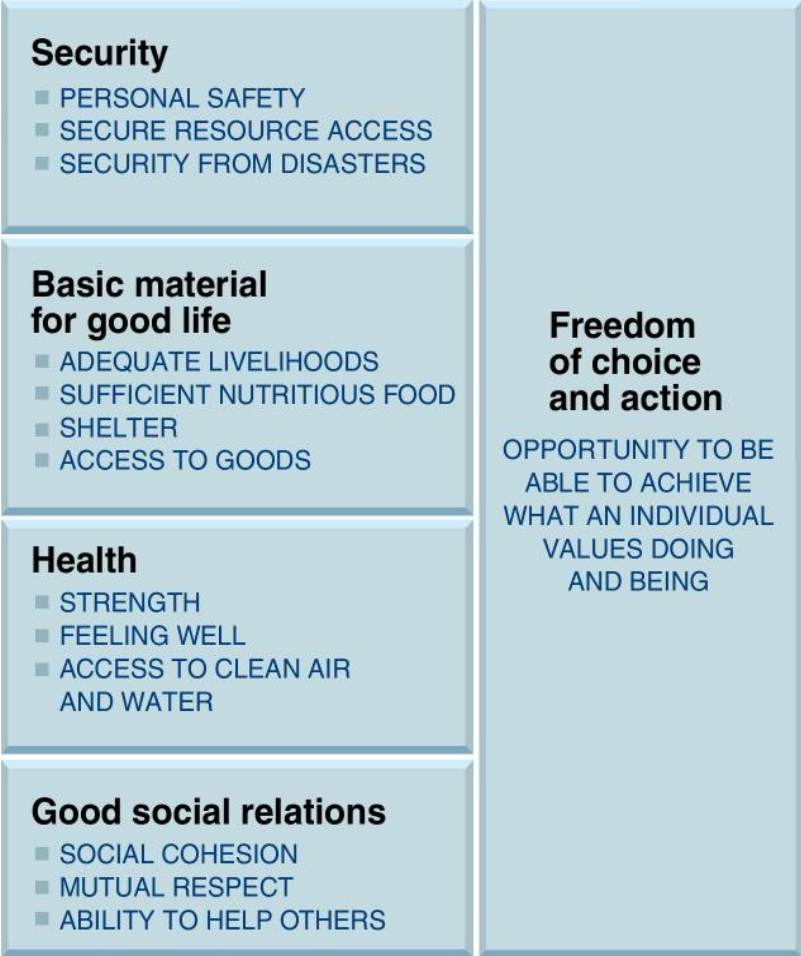 Security
PERSONAL SAFETY
SECURE RESOURCE ACCESS
SECURITY FROM DISASTERS
Basic material
for good life
ADEQUATE LIVELIHOODS
SUFFICIENT NUTRITIOUS FOOD
SHELTER
ACCESS TO GOODS
Health
STRENGTH
FEELING WELL
ACCESS TO CLEAN AIR
AND WATER
Good social relations
SOCIAL COHESION
MUTUAL RESPECT
ABILITY TO HELP OTHERS
Freedom
of choice
and action
OPPORTUNITY TO BE
ABLE TO ACHIEVE
WHAT AN INDIVIDUAL
VALUES DOING
AND BEING